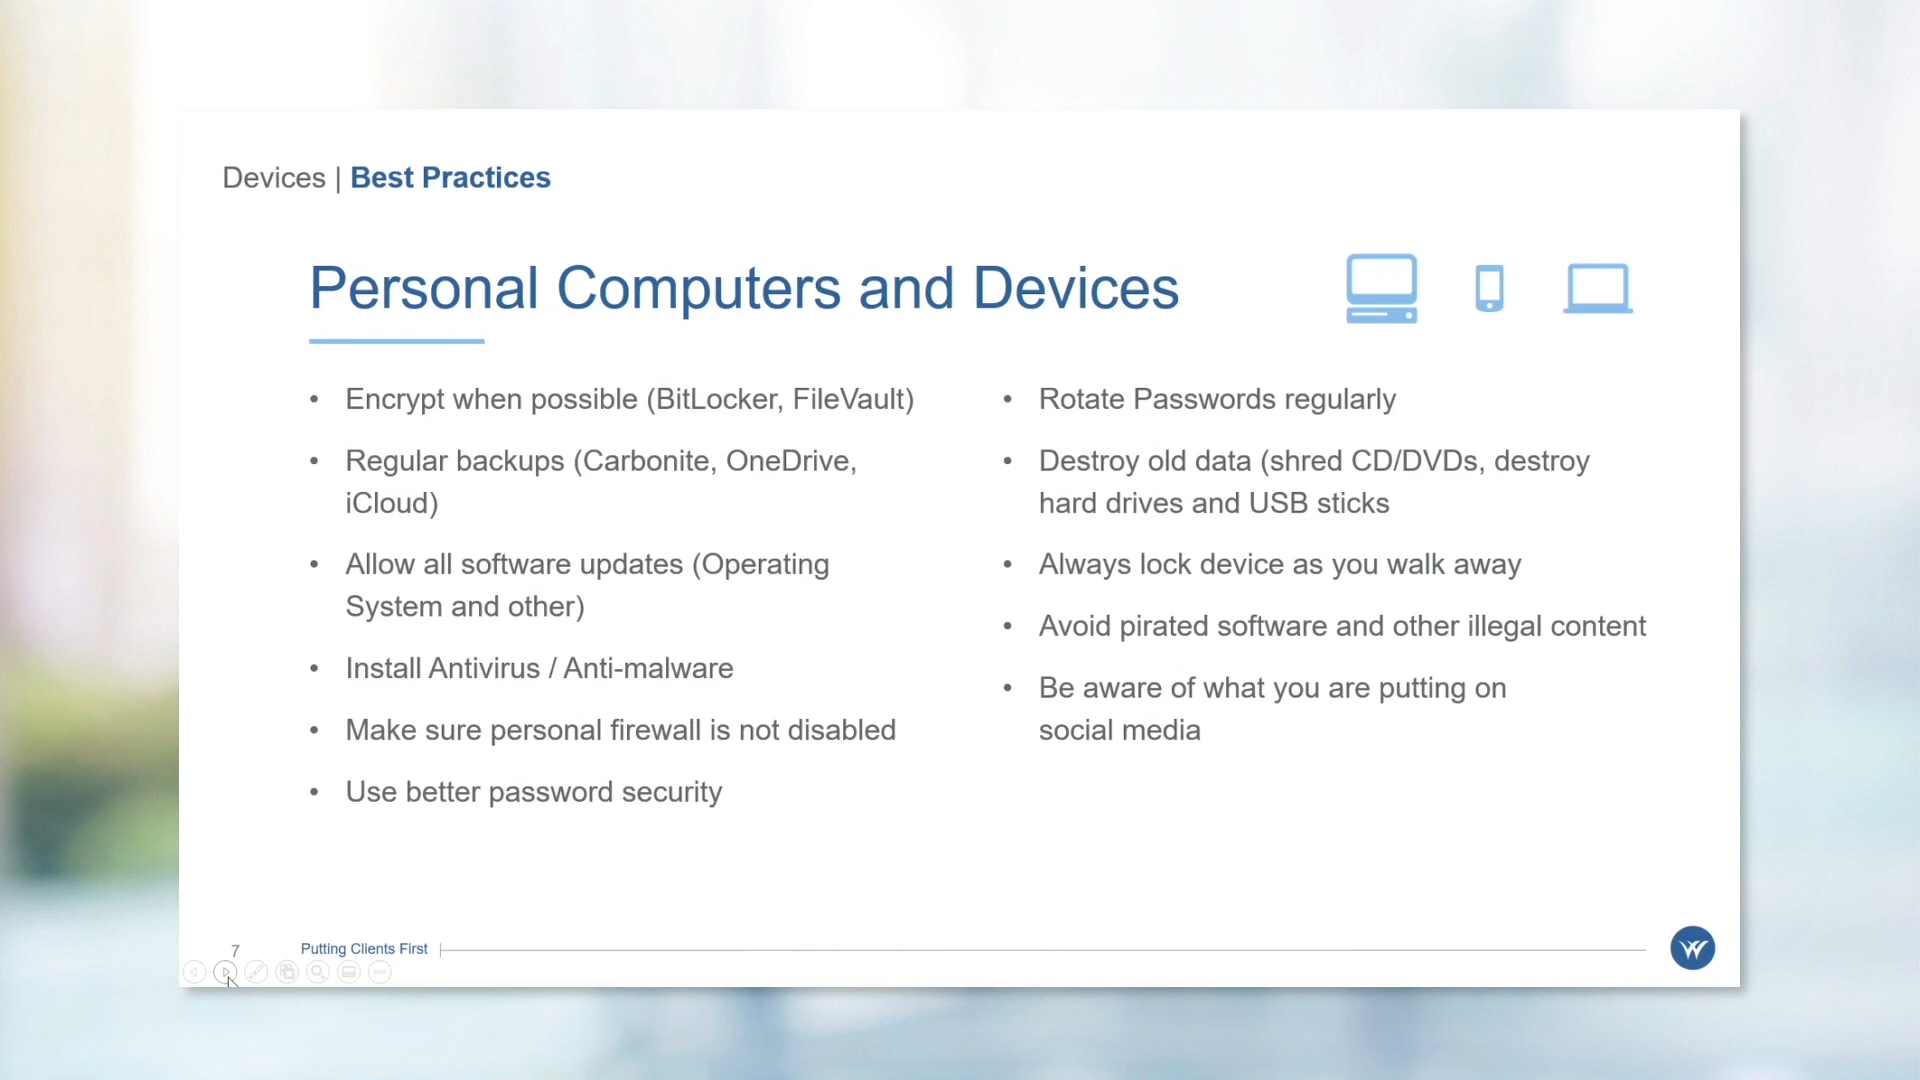 Devices | Best Practices
Personal Computers and Devices
• Encrypt when possible (BitLocker, FileVault)
• Regular backups (Carbonite, OneDrive,
iCloud)
• Allow all software updates (Operating
System and other)
• Install Antivirus / Anti-malware
• Make sure personal firewall is not disabled
• Use better password security
• Rotate Passwords regularly
• Destroy old data (shred CD/DVDs, destroy
hard drives and USB sticks
• Always lock device as you walk away
• Avoid pirated software and other illegal content
• Be aware of what you are putting on
social media
7
Putting Clients First
W